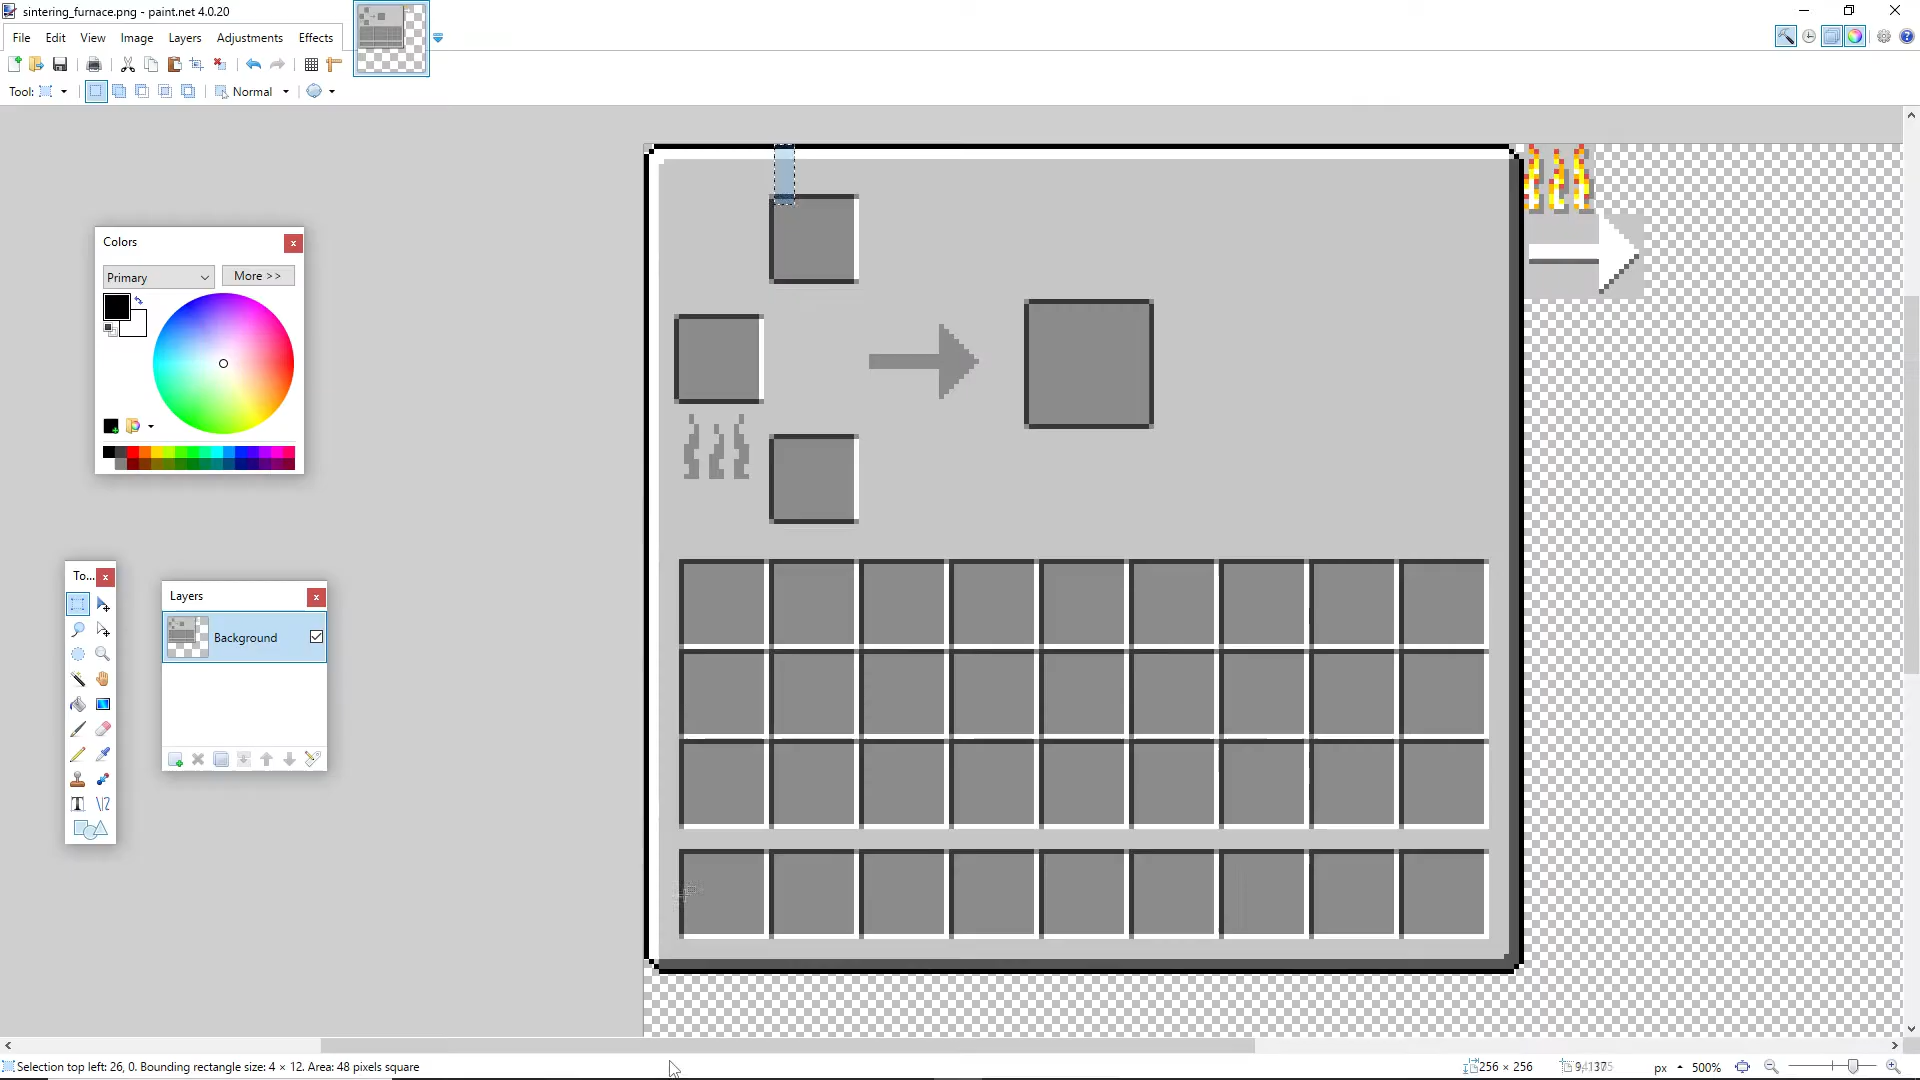 sintering_furnace.png - paint.net 4.0.20
File Edit View Image Layers Adjustments Effects
Tool: Normal
Colors
Primary More >>
To...
Layers
Background
Selection top left: 26, 0. Bounding rectangle size: 4 × 12. Area: 48 pixels square
256 × 256
px 500%